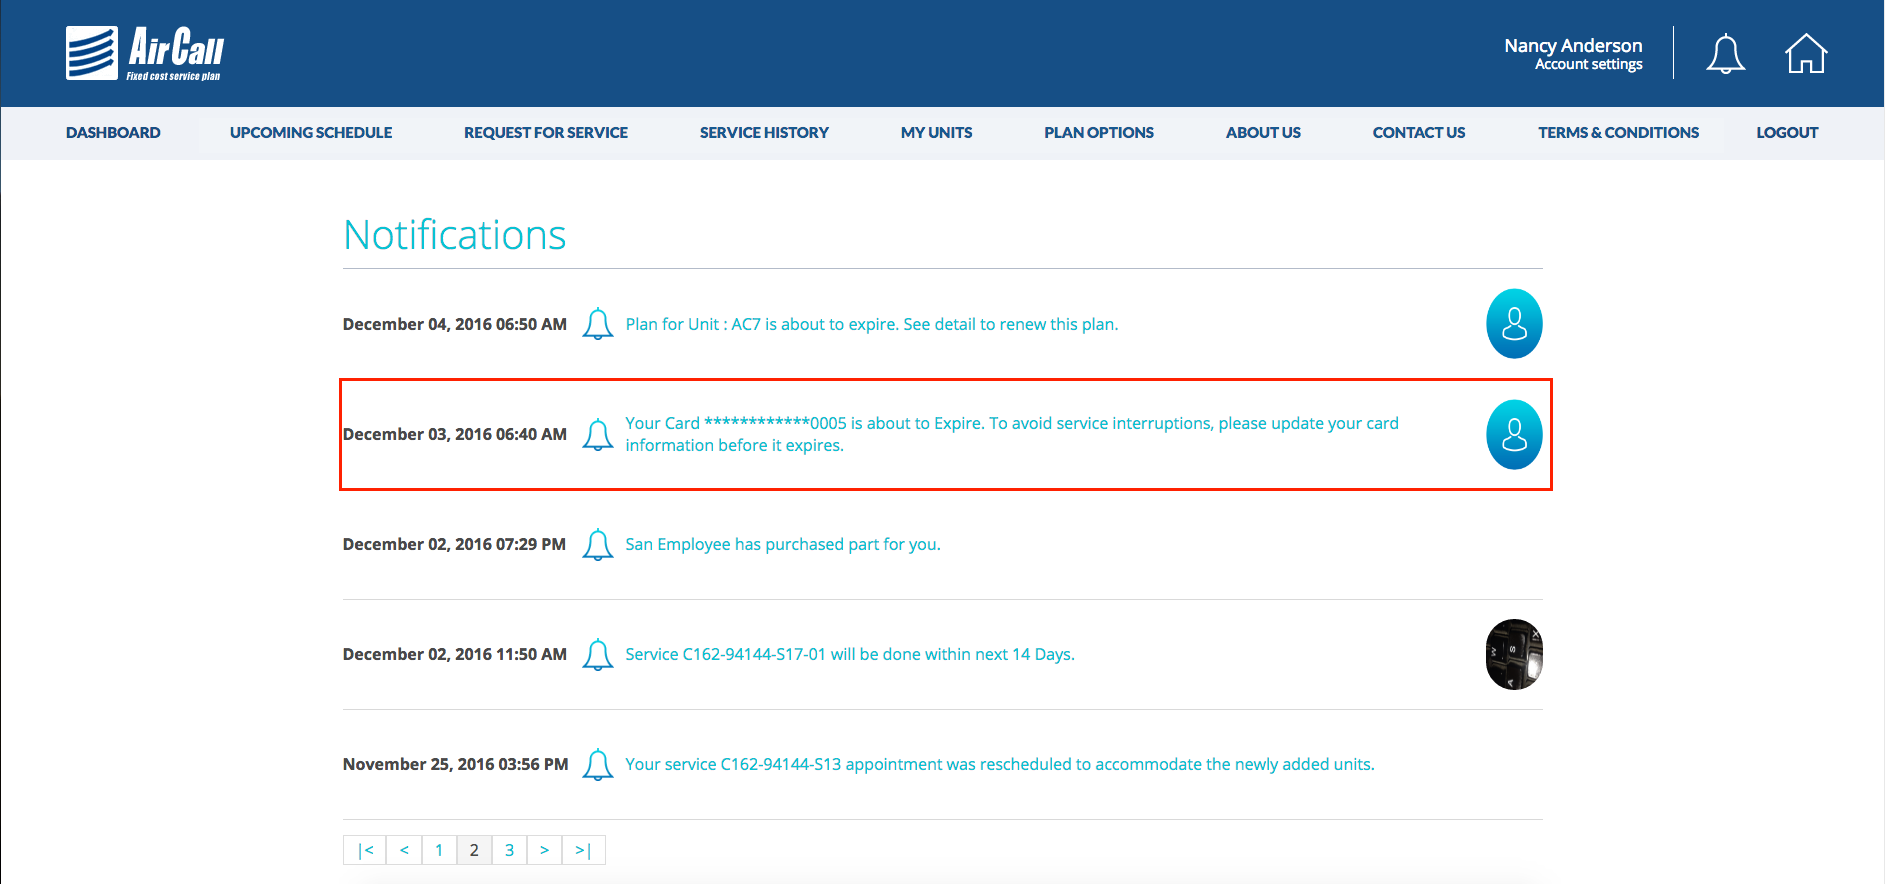 AirCall
Fixed cost service plan
Nancy Anderson
Account settings
DASHBOARD UPCOMING SCHEDULE REQUEST FOR SERVICE SERVICE HISTORY MY UNITS PLAN OPTIONS ABOUT US CONTACT US TERMS & CONDITIONS LOGOUT
Notifications
December 04, 2016 06:50 AM Plan for Unit : AC7 is about to expire. See detail to renew this plan.
December 03, 2016 06:40 AM Your Card ************0005 is about to Expire. To avoid service interruptions, please update your card
information before it expires.
December 02, 2016 07:29 PM San Employee has purchased part for you.
December 02, 2016 11:50 AM Service C162-94144-S17-01 will be done within next 14 Days.
W S A
November 25, 2016 03:56 PM Your service C162-94144-S13 appointment was rescheduled to accommodate the newly added units.
|< < 1 2 3 > >|